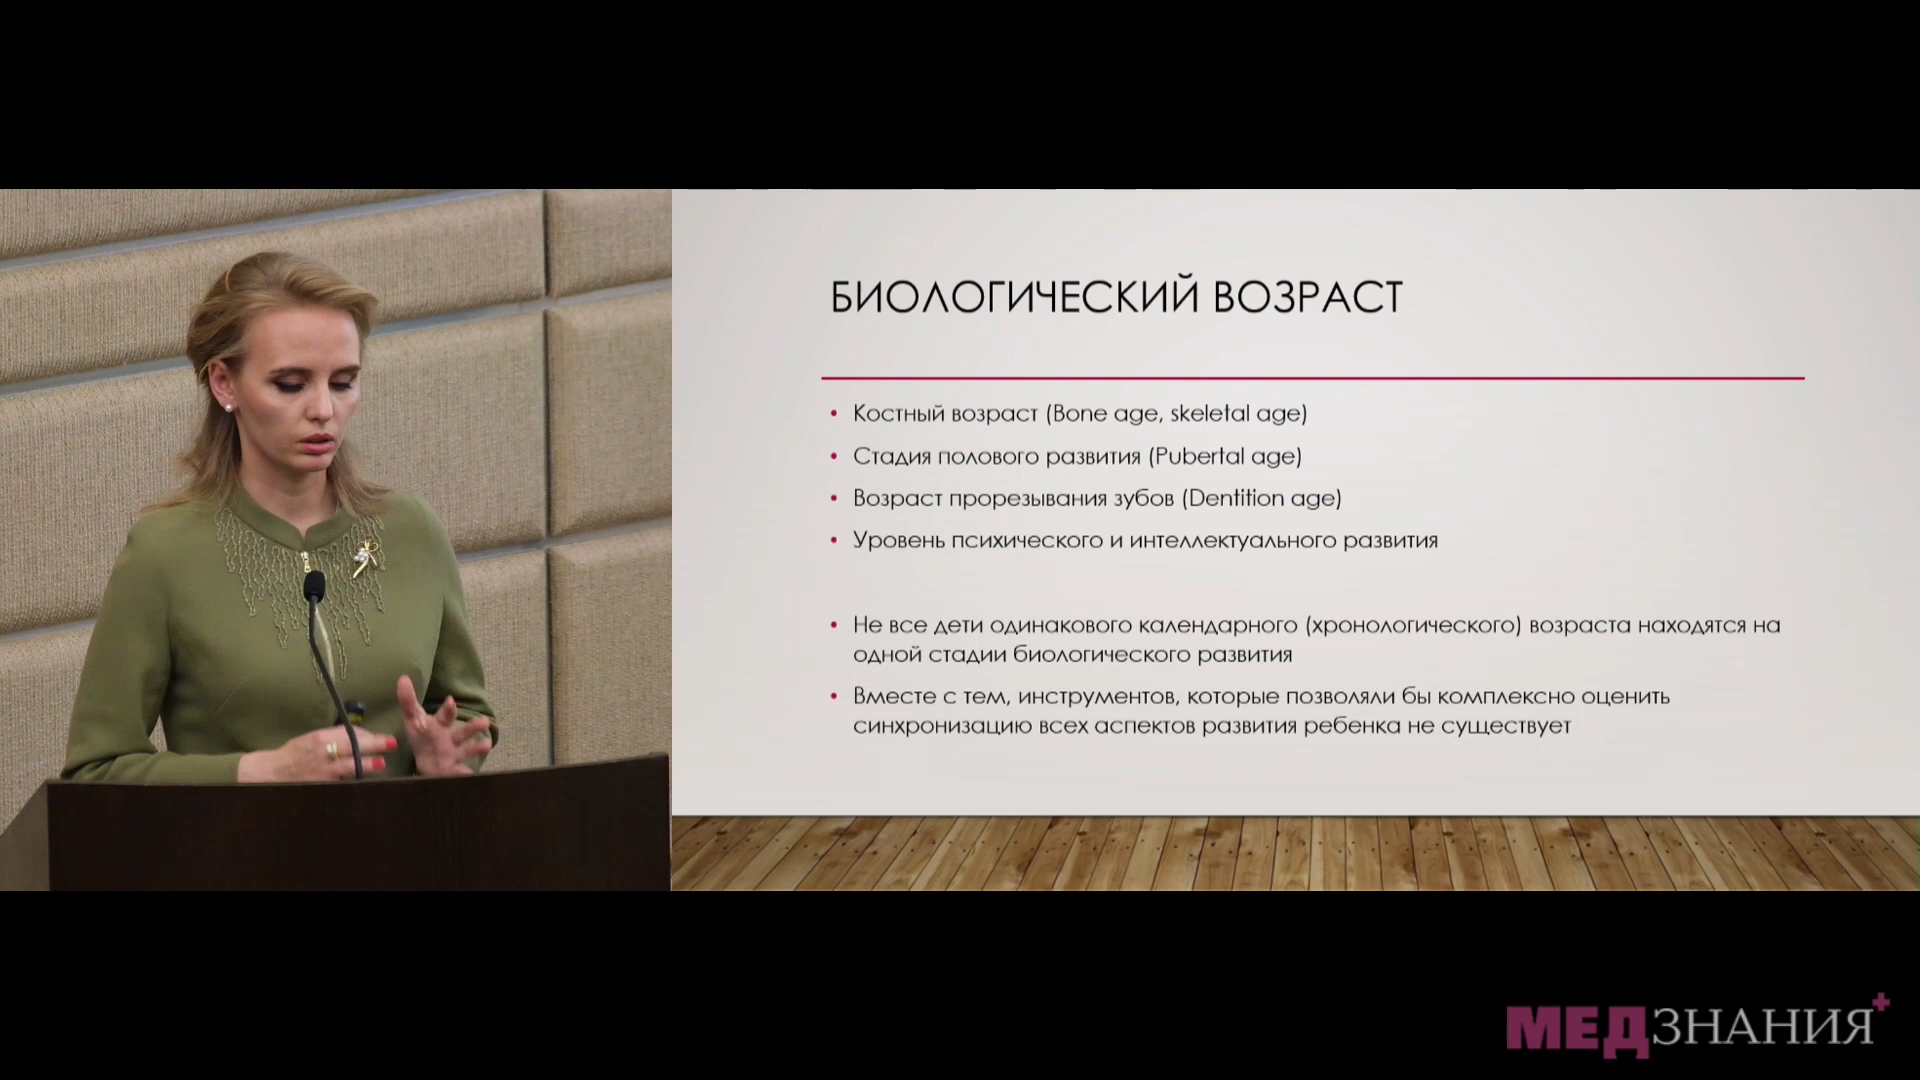 БИОЛОГИЧЕСКИЙ ВОЗРАСТ
• Костный возраст (Bone age, skeletal age)
• Стадия полового развития (Pubertal age)
• Возраст прорезывания зубов (Dentition age)
• Уровень психического и интеллектуального развития
• Не все дети одинакового календарного (хронологического) возраста находятся на
одной стадии биологического развития
• Вместе с тем, инструментов, которые позволяли бы комплексно оценить
синхронизацию всех аспектов развития ребенка не существует
МЕДЗНАНИЯ+